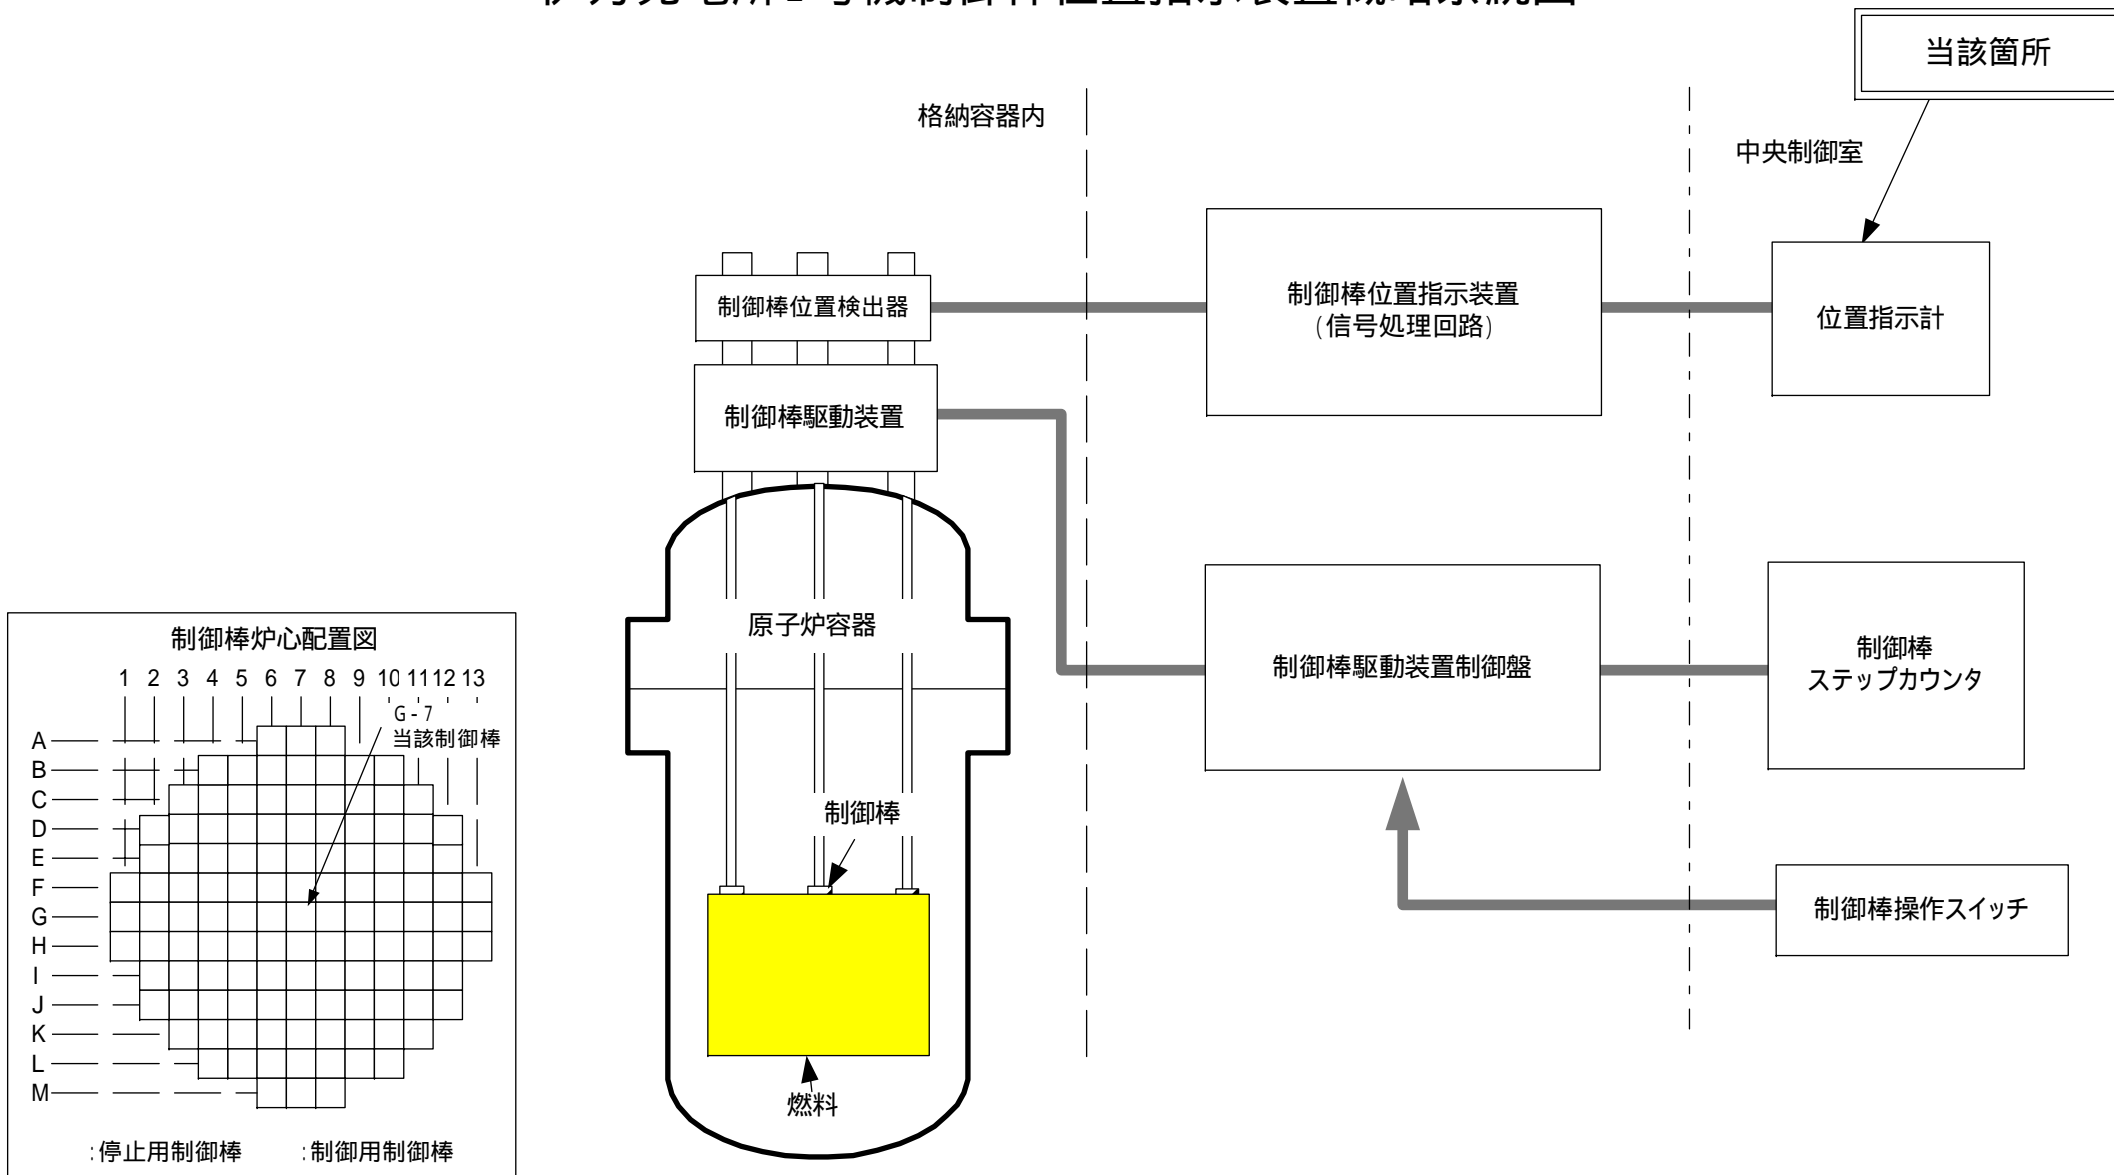 当該箇所
格納容器内
中央制御室
制御棒位置検出器
制御棒位置指示装置
(信号処理回路)
位置指示計
制御棒駆動装置
原子炉容器
制御棒駆動装置制御盤
制御棒
ステップカウンタ
制御棒
制御棒操作スイッチ
燃料
制御棒炉心配置図
1 2 3 4 5 6 7 8 9 10 11 12 13
G-7
当該制御棒
A
B
C
D
E
F
G
H
I
J
K
L
M
:停止用制御棒 :制御用制御棒